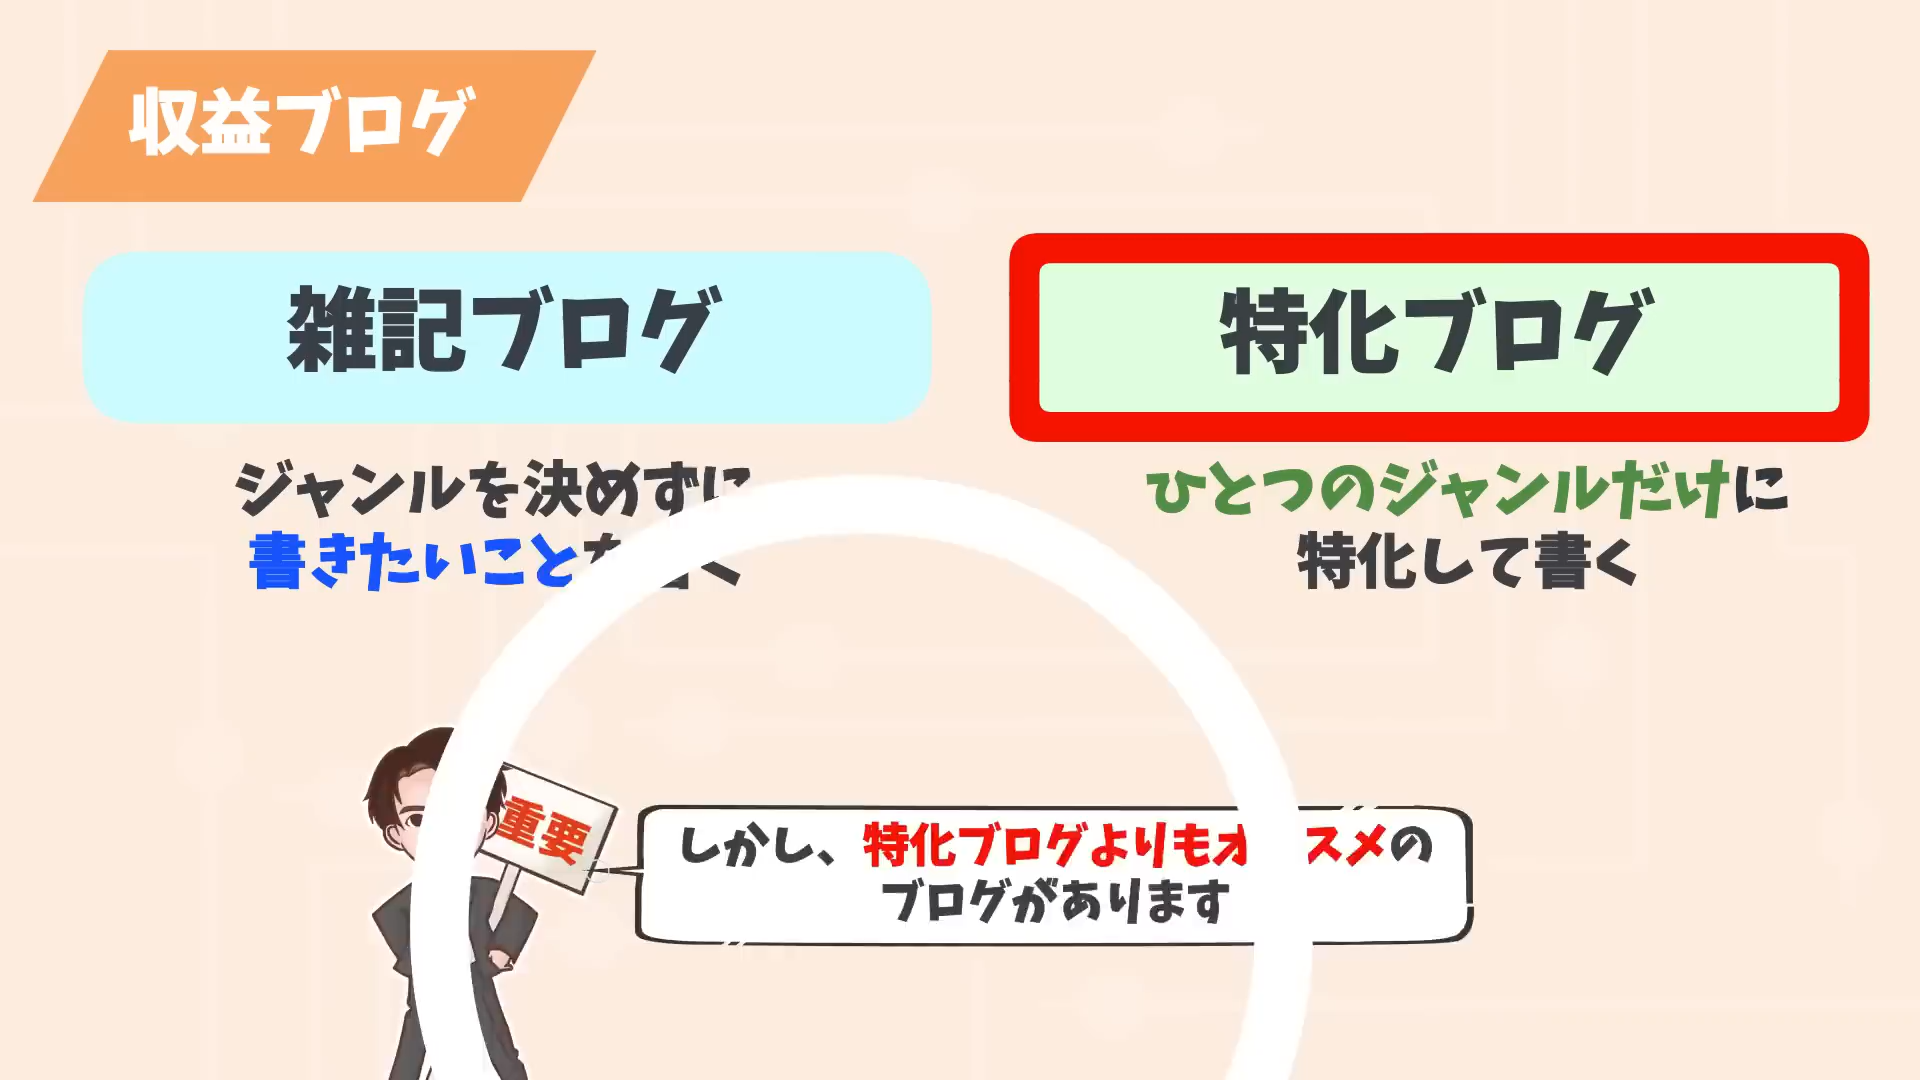 収益ブログ
雑記ブログ
特化ブログ
ジャンルを決めずに
書きたいこと
ひとつのジャンルだけに
特化して書く
重要
しかし、特化ブログよりもオスメの
ブログがあります